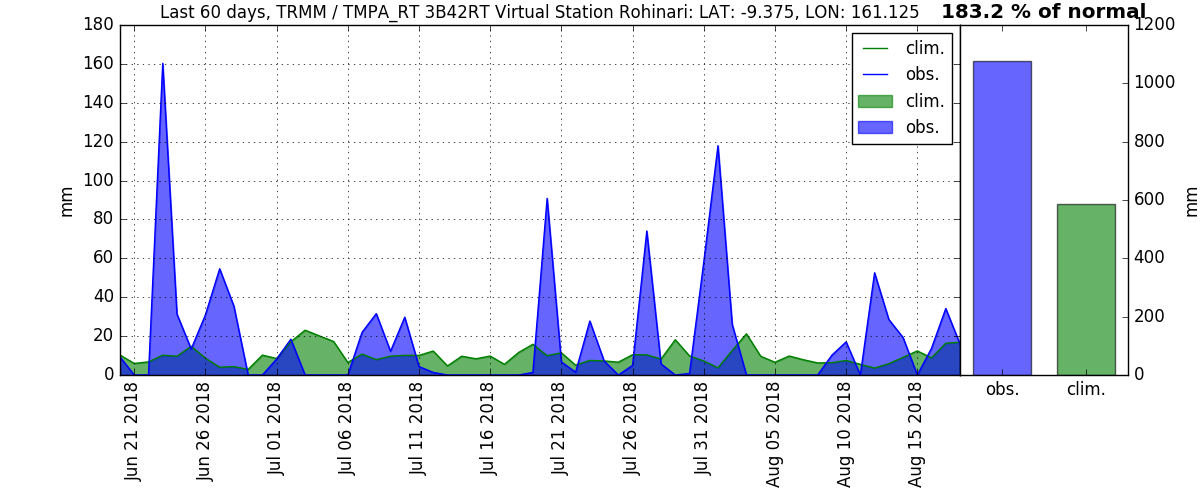 Last 60 days, TRMM / TMPA_RT 3B42RT Virtual Station Rohinari: LAT: -9.375, LON: 161.125
183.2 % of normal
180
160
140
120
100
80
60
40
20
0
mm
clim.
obs.
clim.
obs.
Jun 21 2018
Jun 26 2018
Jul 01 2018
Jul 06 2018
Jul 11 2018
Jul 16 2018
Jul 21 2018
Jul 26 2018
Jul 31 2018
Aug 05 2018
Aug 10 2018
Aug 15 2018
1200
1000
800
600
400
200
0
mm
obs.
clim.